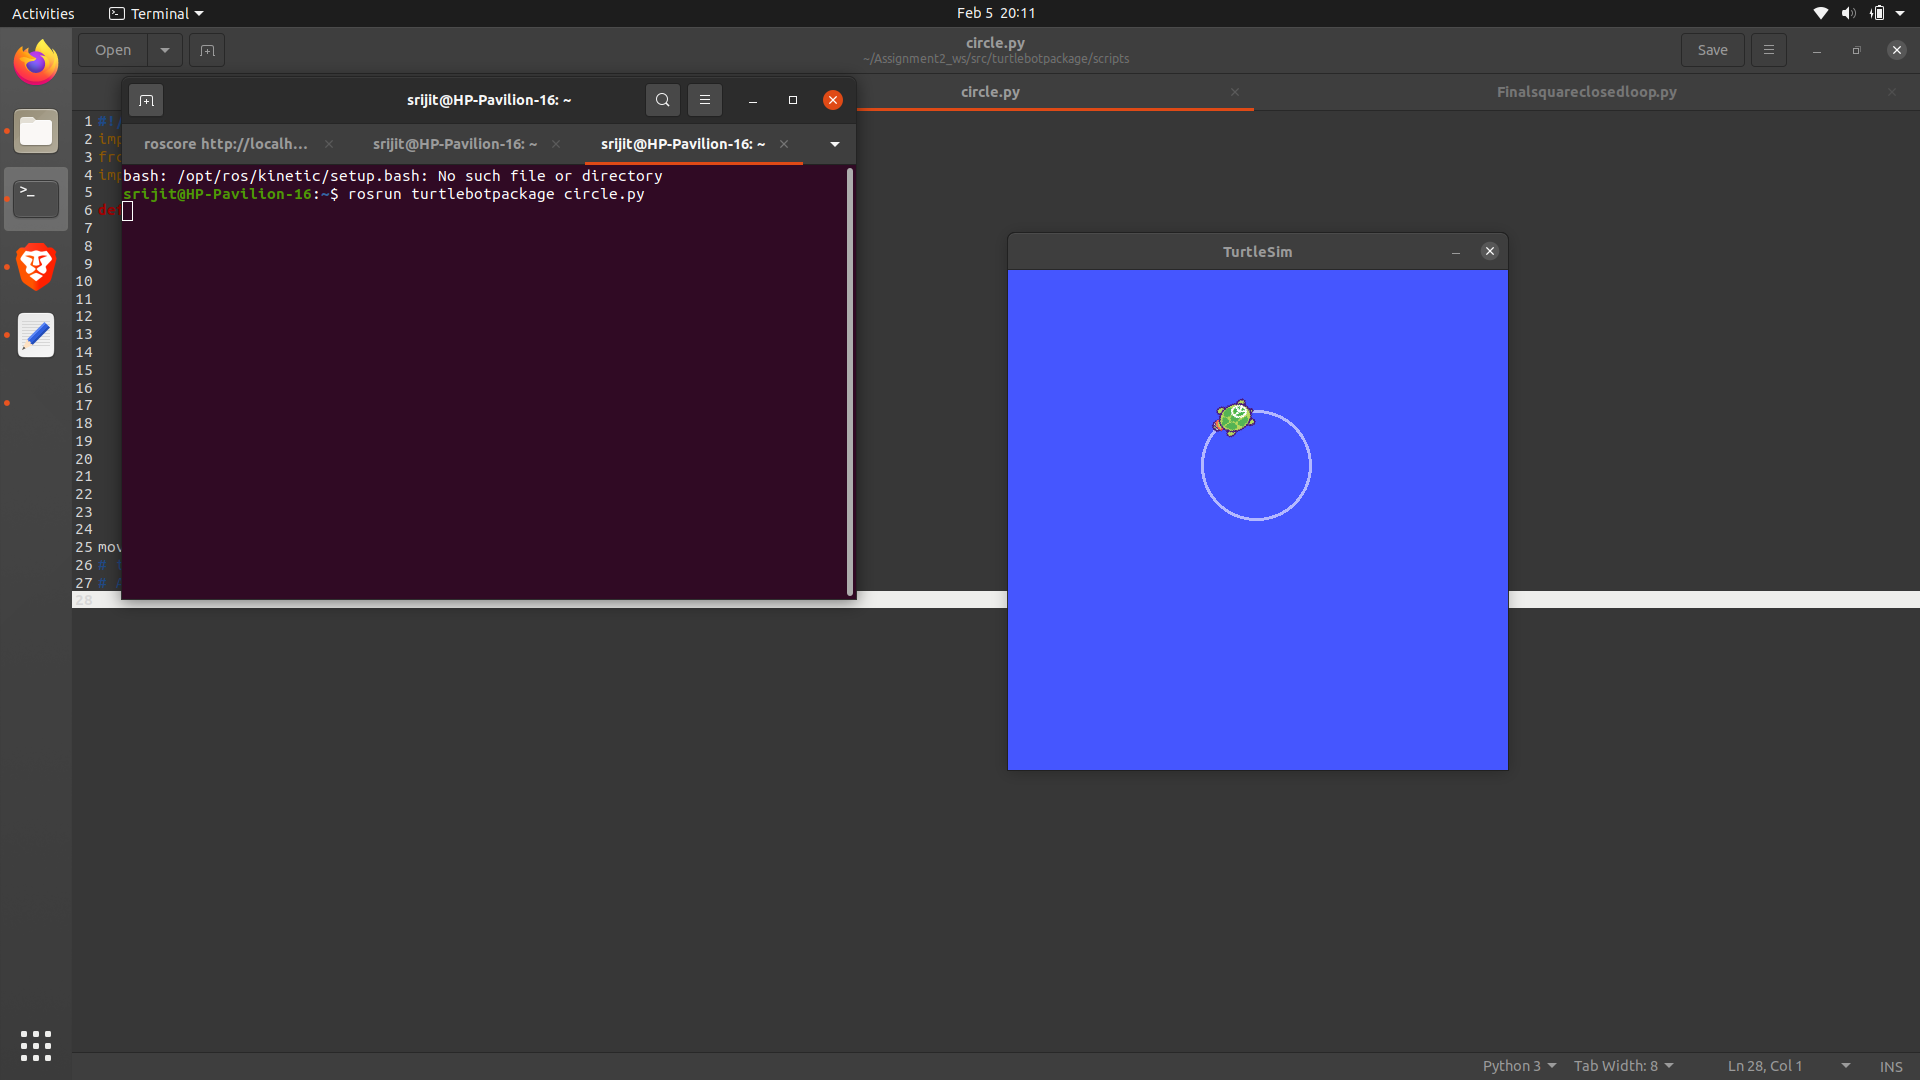 Activities
Terminal
Feb 5 20:11
Open
circle.py
~/Assignment2_ws/src/turtlebotpackage/scripts
Save
circle.py
Finalsquareclosedloop.py
srijit@HP-Pavilion-16: ~
roscore http://localh...
srijit@HP-Pavilion-16: ~
srijit@HP-Pavilion-16: ~
bash: /opt/ros/kinetic/setup.bash: No such file or directory
srijit@HP-Pavilion-16:~$ rosrun turtlebotpackage circle.py
1 #!/
2 imp
3 fro
4 imp
5
6 de
7
8
9
10
11
12
13
14
15
16
17
18
19
20
21
22
23
24
25 mov
26 #
27 #
28
TurtleSim
Python 3
Tab Width: 8
Ln 28, Col 1
INS